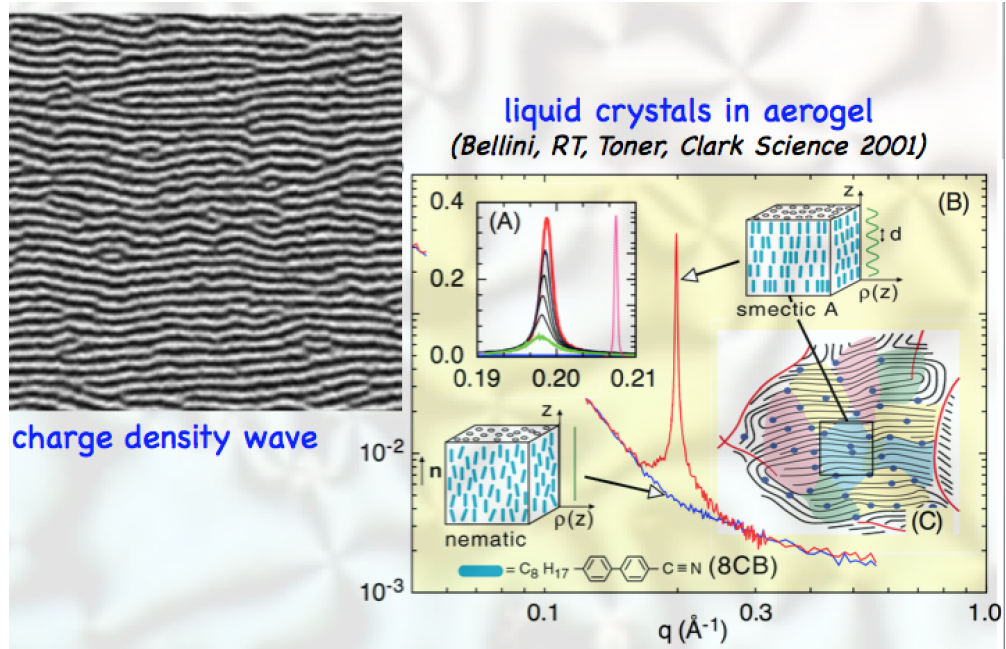 liquid crystals in aerogel
(Bellini, RT, Toner, Clark Science 2001)
charge density wave
0.4
0.2
0.0
10-2
10-3
(A)
0.19 0.20 0.21
z
(B)
d
ρ(z)
smectic A
z
n
ρ(z)
nematic
(C)
= C8 H17 C≡N (8CB)
0.1 0.3 1.0
q (Å-1)